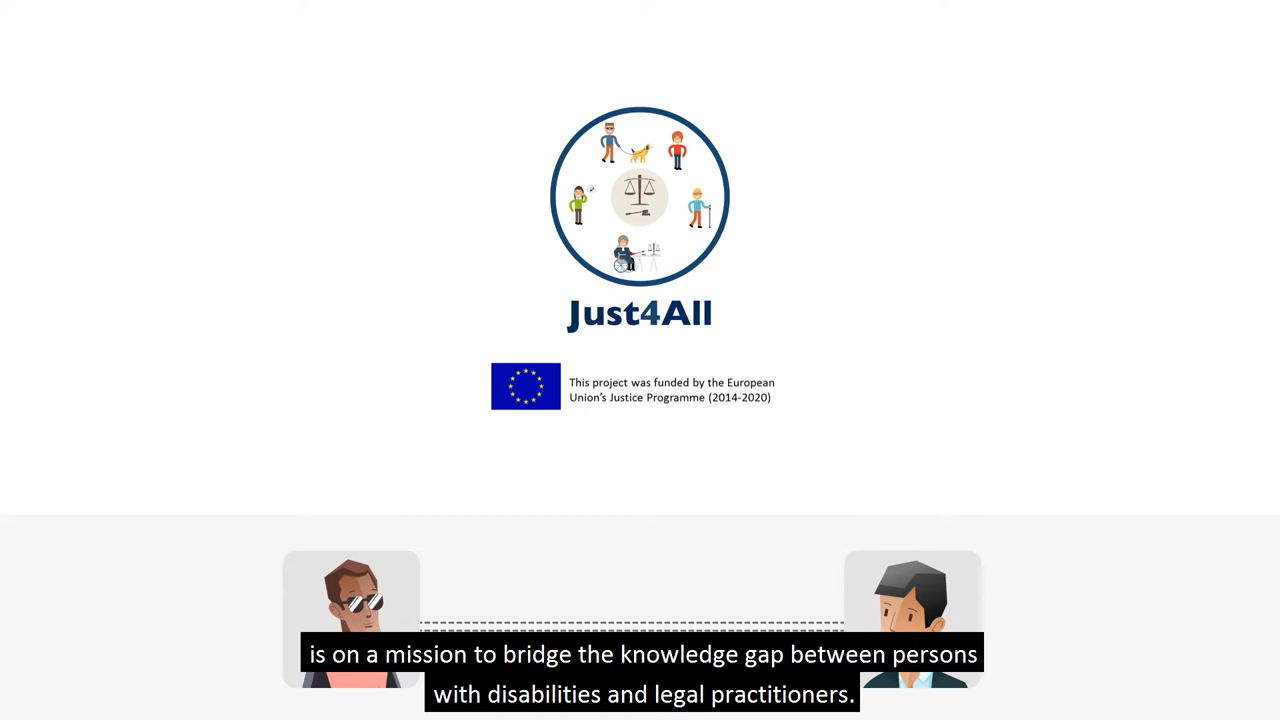 Just4All
This project was funded by the European
Union's Justice Programme (2014-2020)
is on a mission to bridge the knowledge gap between persons
with disabilities and legal practitioners.